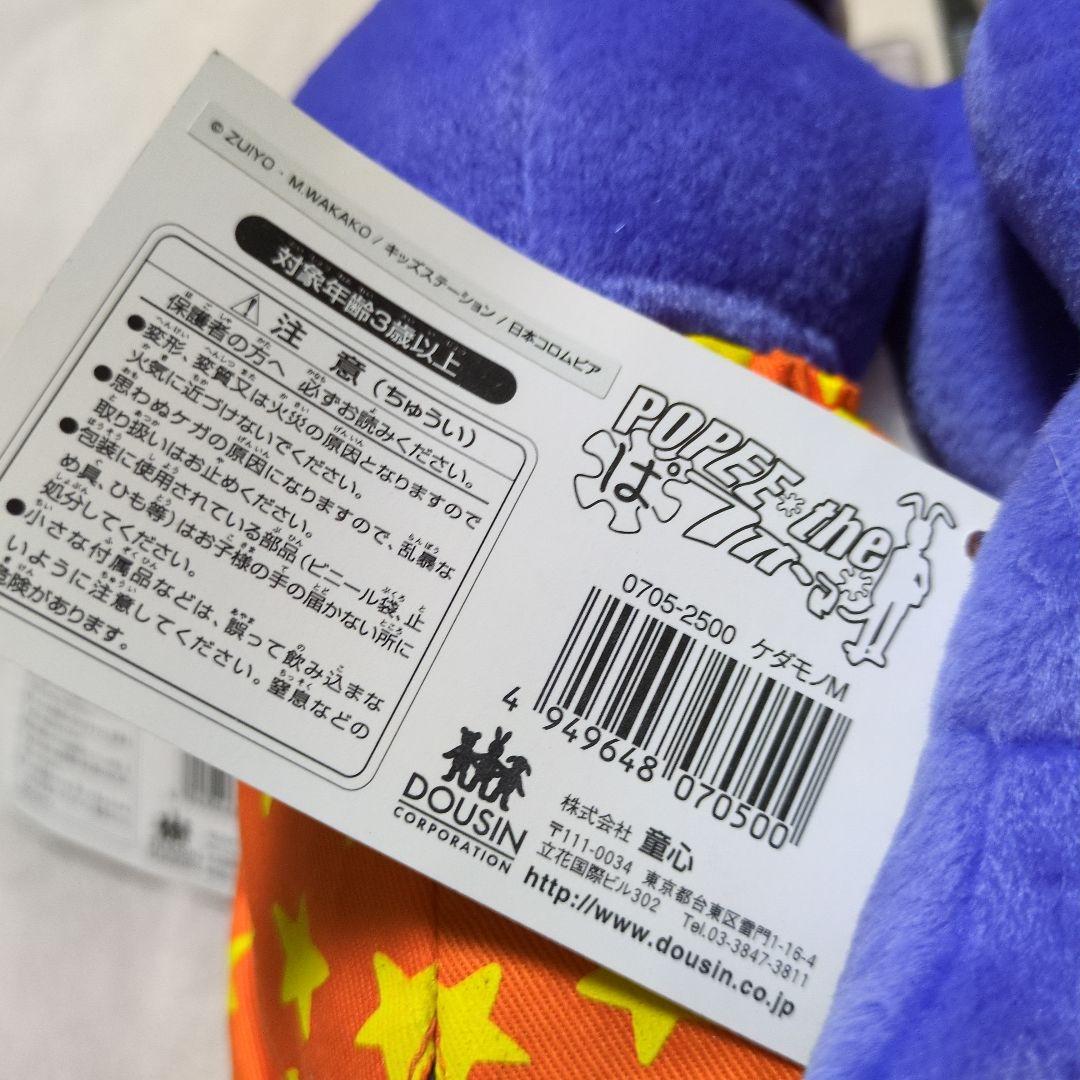 © ZUIYO・M.WAKAKO / キッズステーション / 日本コロムビア
対象年齢3歳以上
注意(ちゅうい)
保護者の方へ 必ずお読みください。
●変形、変質又は火災の原因となりますので
火気に近づけないでください。
●思わぬケガの原因になりますので、乱暴な
取り扱いはお止めください。
●包装に使用されている部品(ビニール袋、止
め具、ひも等)はお子様の手の届かない所に
処分してください。
●小さな付属品などは、誤って飲み込まな
いように注意してください。窒息などの
危険があります。
POPEE the
ぱフォーマー
0705-2500 ケダモノM
4 949648 070500
DOUSIN
CORPORATION
株式会社 童心
〒111-0034 東京都台東区雷門1-16-4
立花国際ビル302 Tel.03-3847-3811
http://www.dousin.co.jp